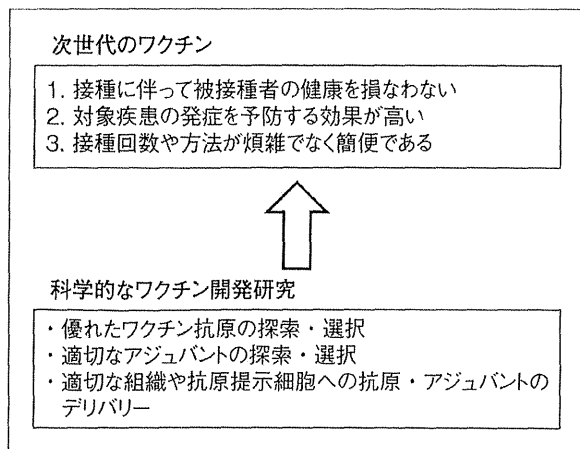 次世代のワクチン
1. 接種に伴って被接種者の健康を損なわない
2. 対象疾患の発症を予防する効果が高い
3. 接種回数や方法が煩雑でなく簡便である
科学的なワクチン開発研究
・優れたワクチン抗原の探索・選択
・適切なアジュバントの探索・選択
・適切な組織や抗原提示細胞への抗原・アジュバントの
デリバリー